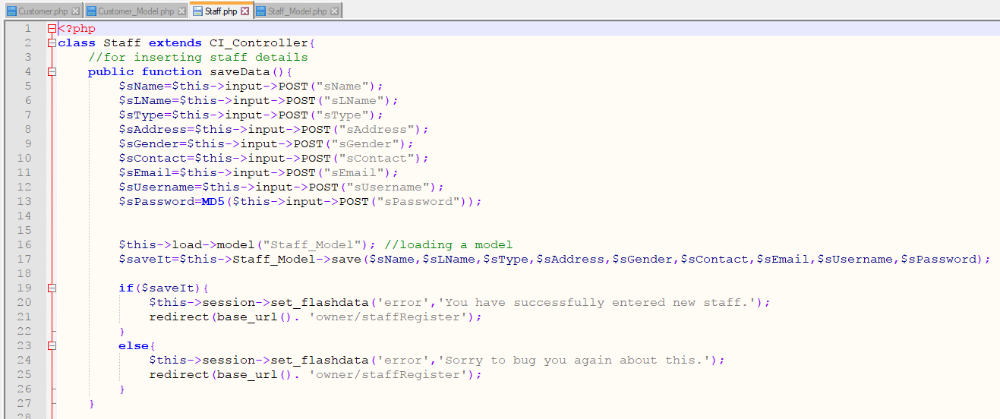 Customer.php Customer_Model.php Staff.php Staff_Model.php
1 <?php
2 class Staff extends CI_Controller{
3 //for inserting staff details
4 public function saveData(){
5 $sName=$this->input->POST("sName");
6 $sLName=$this->input->POST("sLName");
7 $sType=$this->input->POST("sType");
8 $sAddress=$this->input->POST("sAddress");
9 $sGender=$this->input->POST("sGender");
10 $sContact=$this->input->POST("sContact");
11 $sEmail=$this->input->POST("sEmail");
12 $sUsername=$this->input->POST("sUsername");
13 $sPassword=MD5($this->input->POST("sPassword"));
14
15
16 $this->load->model("Staff_Model"); //loading a model
17 $saveIt=$this->Staff_Model->save($sName,$sLName,$sType,$sAddress,$sGender,$sContact,$sEmail,$sUsername,$sPassword);
18
19 if($saveIt){
20 $this->session->set_flashdata('error','You have successfully entered new staff.');
21 redirect(base_url(). 'owner/staffRegister');
22 }
23 else{
24 $this->session->set_flashdata('error','Sorry to bug you again about this.');
25 redirect(base_url(). 'owner/staffRegister');
26 }
27 }
28